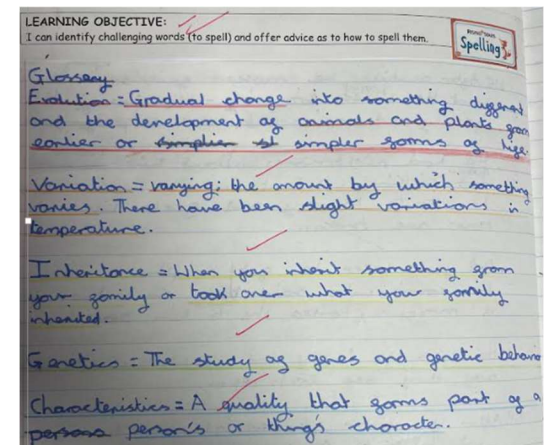 LEARNING OBJECTIVE:
I can identify challenging words (to spell) and offer advice as to how to spell them.
Spelling
Glossary
Evolution = Gradual change into something different
and the development of animals and plants from
earlier or simplier simpler forms of life.
Variation = varying: the amount by which something
varies. There have been slight variations in
temperature.
Inheritance = When you inherit something from
your family or took over what your family
inherited.
Genetics = The study of genes and genetic behavio
Characteristics = A quality that forms part of a
persons person's or thing's character.